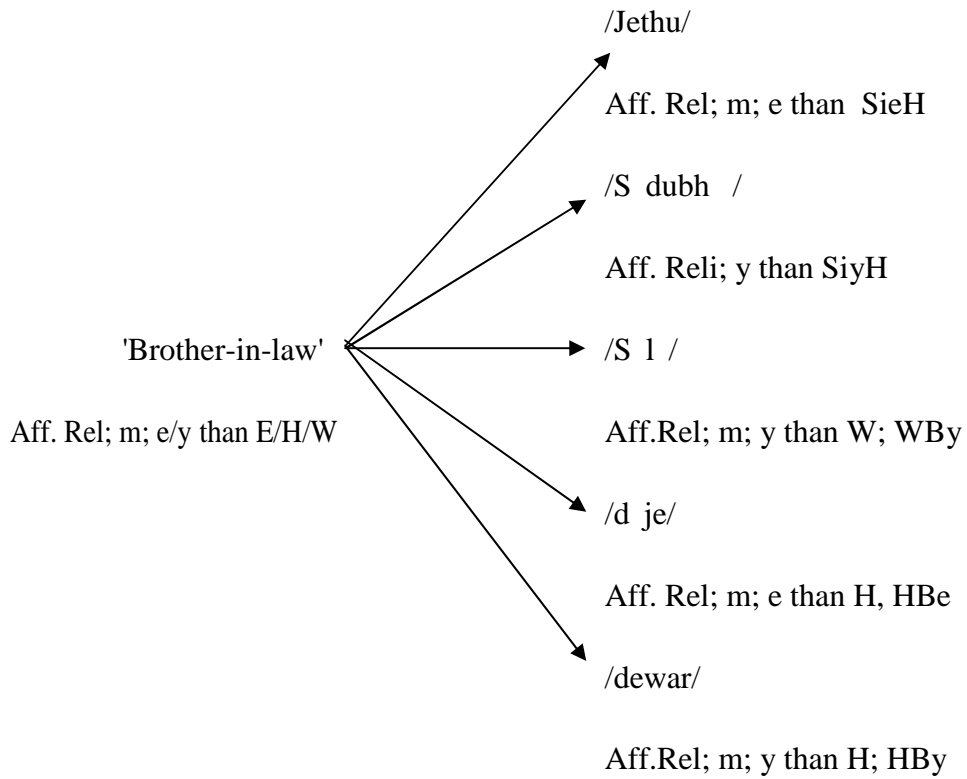 /Jethu/
Aff. Rel; m; e than SieH
/S dubh /
Aff. Reli; y than SiyH
'Brother-in-law'
/S l /
Aff. Rel; m; e/y than E/H/W
Aff.Rel; m; y than W; WBy
/d je/
Aff. Rel; m; e than H, HBe
/dewar/
Aff.Rel; m; y than H; HBy